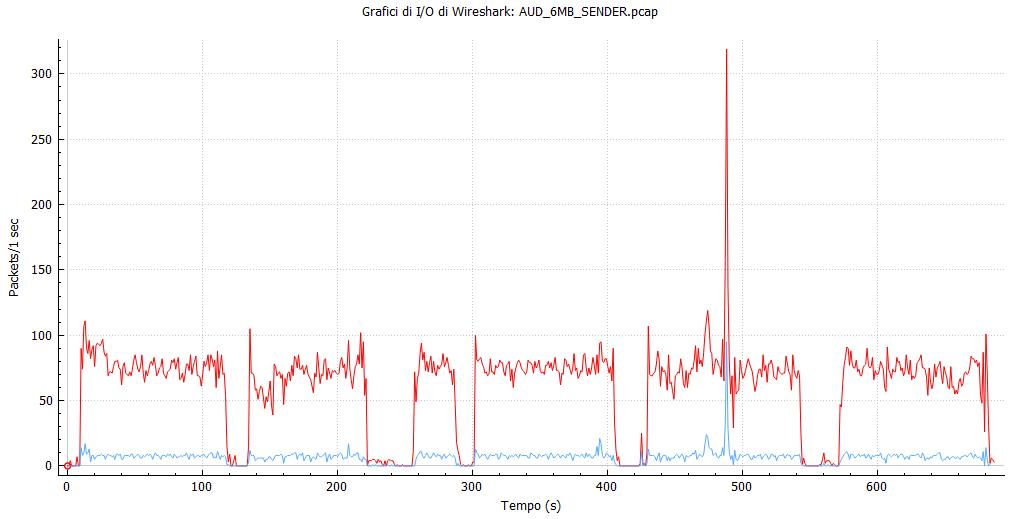 Grafici di I/O di Wireshark: AUD_6MB_SENDER.pcap
Packets/1 sec
300
250
200
150
100
50
0
0 100 200 300 400 500 600
Tempo (s)